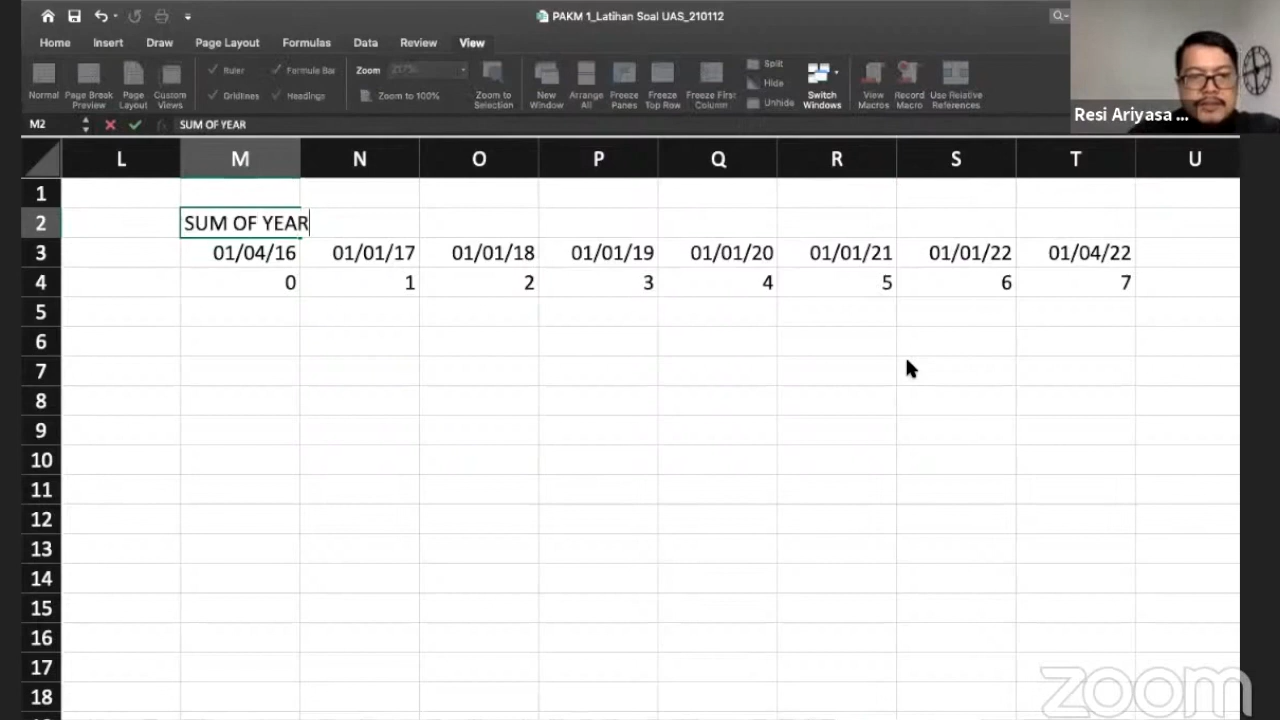 PAKM 1_Latihan Soal UAS_210112
Home Insert Draw Page Layout Formulas Data Review View
Ruler Formula Bar Zoom Split
Gridlines Headings Zoom to 100% Hide
Unhide
Normal Page Break Preview Page Layout Custom Views Zoom to Selection New Window Arrange All Freeze Panes Freeze Top Row Freeze First Column Switch Windows View Macros Record Macro Use Relative References
Resi Ariyasa ...
M2 SUM OF YEAR
L M N O P Q R S T U
1
2 SUM OF YEAR
3 01/04/16 01/01/17 01/01/18 01/01/19 01/01/20 01/01/21 01/01/22 01/04/22
4 0 1 2 3 4 5 6 7
5
6
7
8
9
10
11
12
13
14
15
16
17
18
zoom